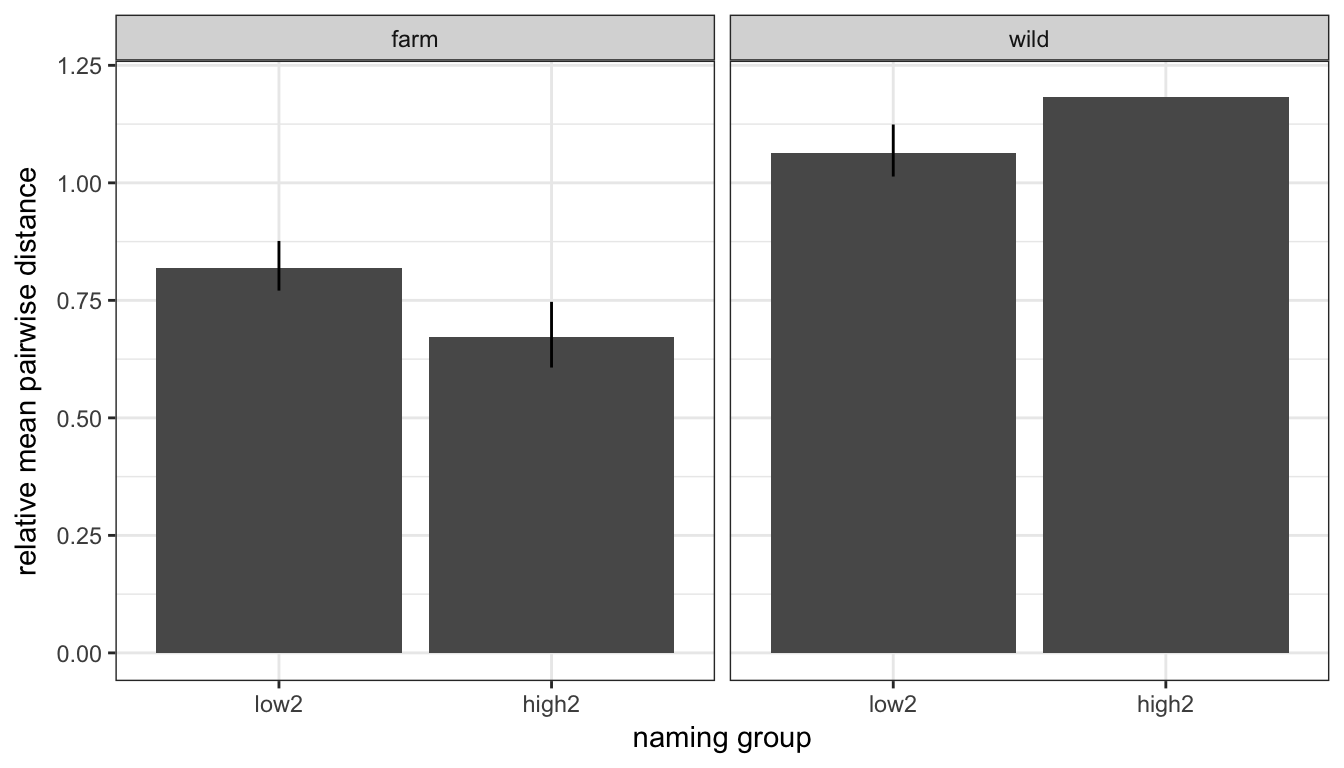 farm
wild
1.25
1.00
0.75
0.50
0.25
0.00
relative mean pairwise distance
low2
high2
low2
high2
naming group